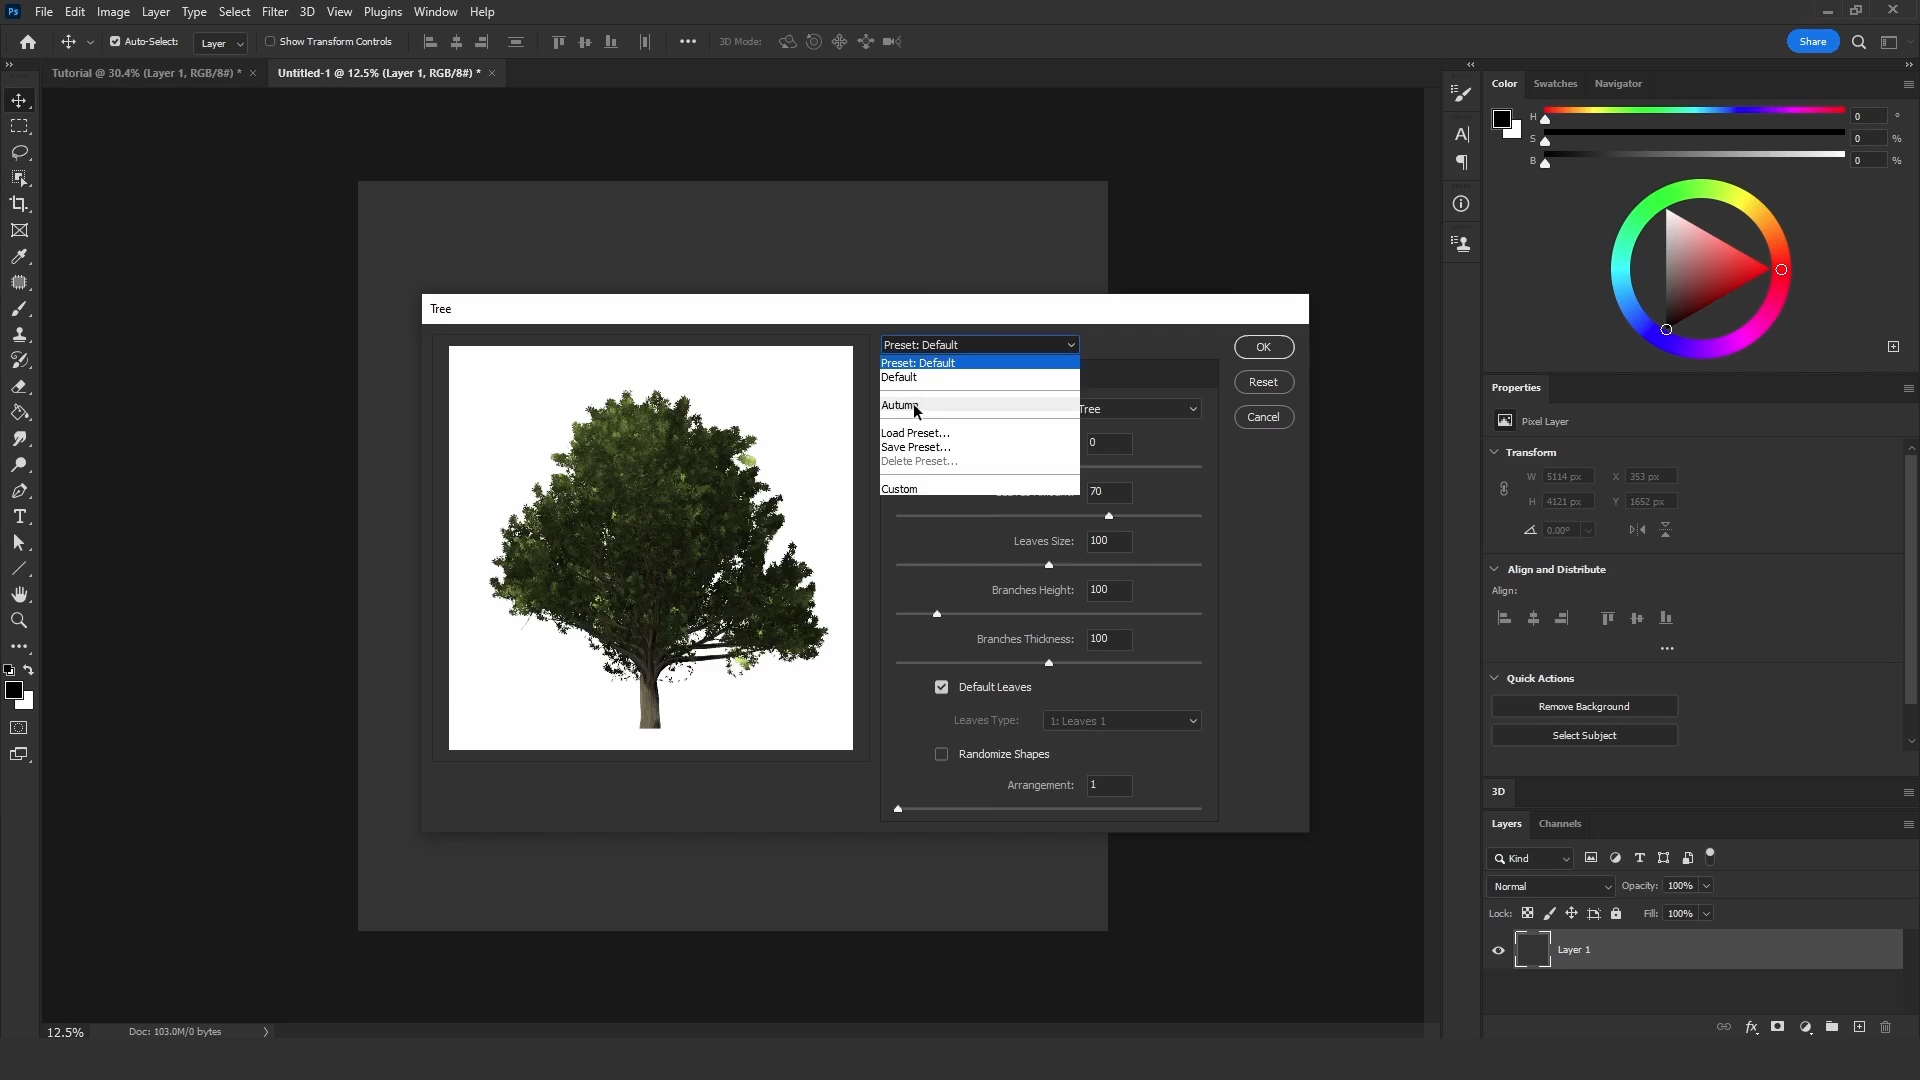 Ps File Edit Image Layer Type Select Filter 3D View Plugins Window Help
Auto-Select: Layer Show Transform Controls 3D Mode: Share
Tutorial @ 30.4% (Layer 1, RGB/8#) * Untitled-1 @ 12.5% (Layer 1, RGB/8#) *
Tree
Preset: Default
Preset: Default
Default
Autumn
Load Preset...
Save Preset...
Delete Preset...
Custom
Tree
0
70
Leaves Size: 100
Branches Height: 100
Branches Thickness: 100
Default Leaves
Leaves Type: 1: Leaves 1
Randomize Shapes
Arrangement: 1
OK
Reset
Cancel
Color Swatches Navigator
H 0 °
S 0 %
B 0 %
Properties
Pixel Layer
Transform
W 5114 px X 353 px
H 4121 px Y 1652 px
0.00°
Align and Distribute
Align:
Quick Actions
Remove Background
Select Subject
3D
Layers Channels
Kind
Normal Opacity: 100%
Lock: Fill: 100%
Layer 1
fx
12.5% Doc: 103.0M/0 bytes